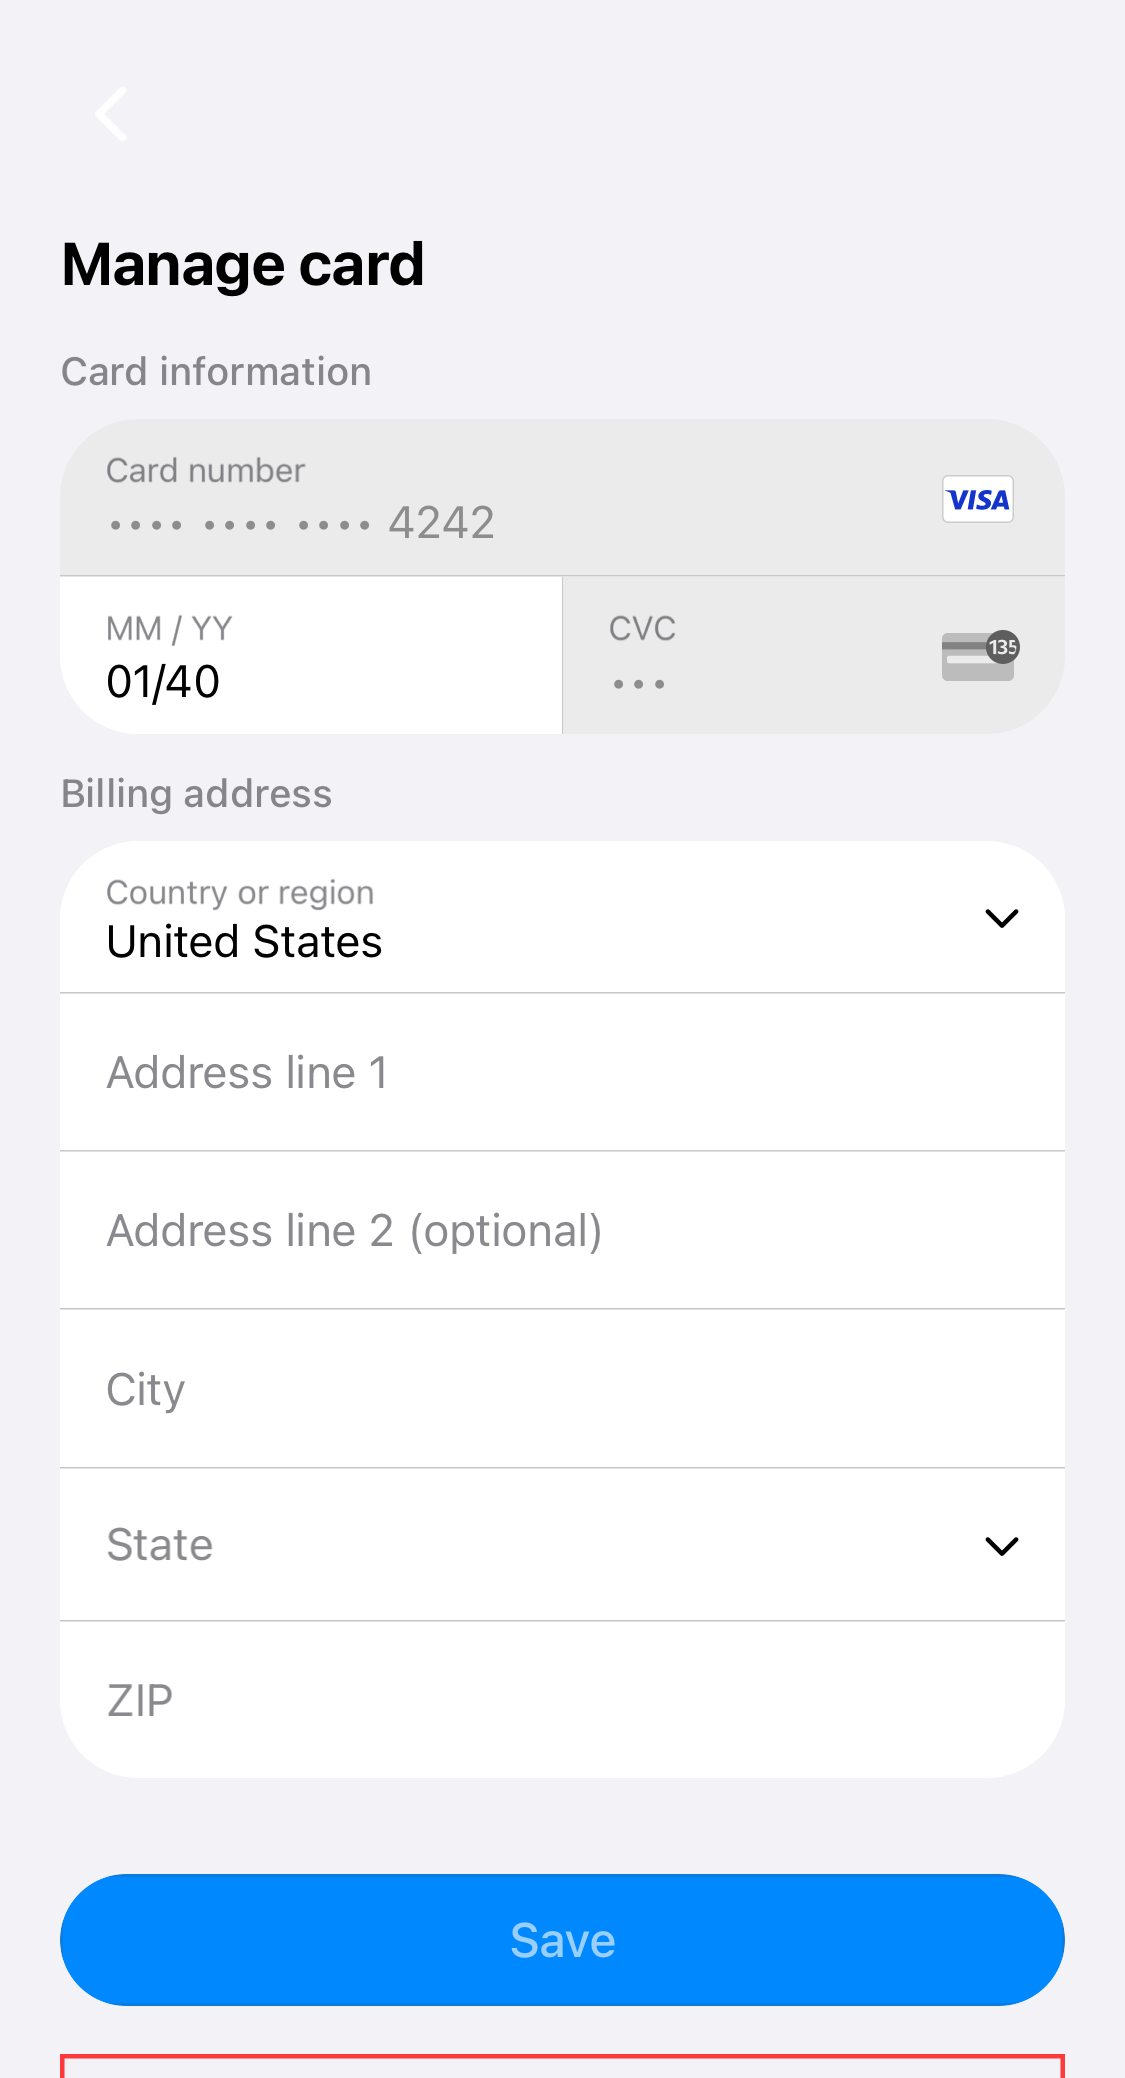 Manage card
Card information
Card number
•••• •••• •••• 4242
VISA
MM / YY
01/40
CVC
•••
135
Billing address
Country or region
United States
Address line 1
Address line 2 (optional)
City
State
ZIP
Save